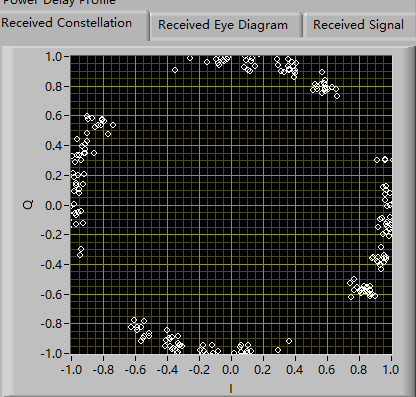 Power Delay Profile
Received Constellation Received Eye Diagram Received Signal
1.0
0.8
0.6
0.4
0.2
Q 0.0
-0.2
-0.4
-0.6
-0.8
-1.0
-1.0 -0.8 -0.6 -0.4 -0.2 0.0 0.2 0.4 0.6 0.8 1.0
I